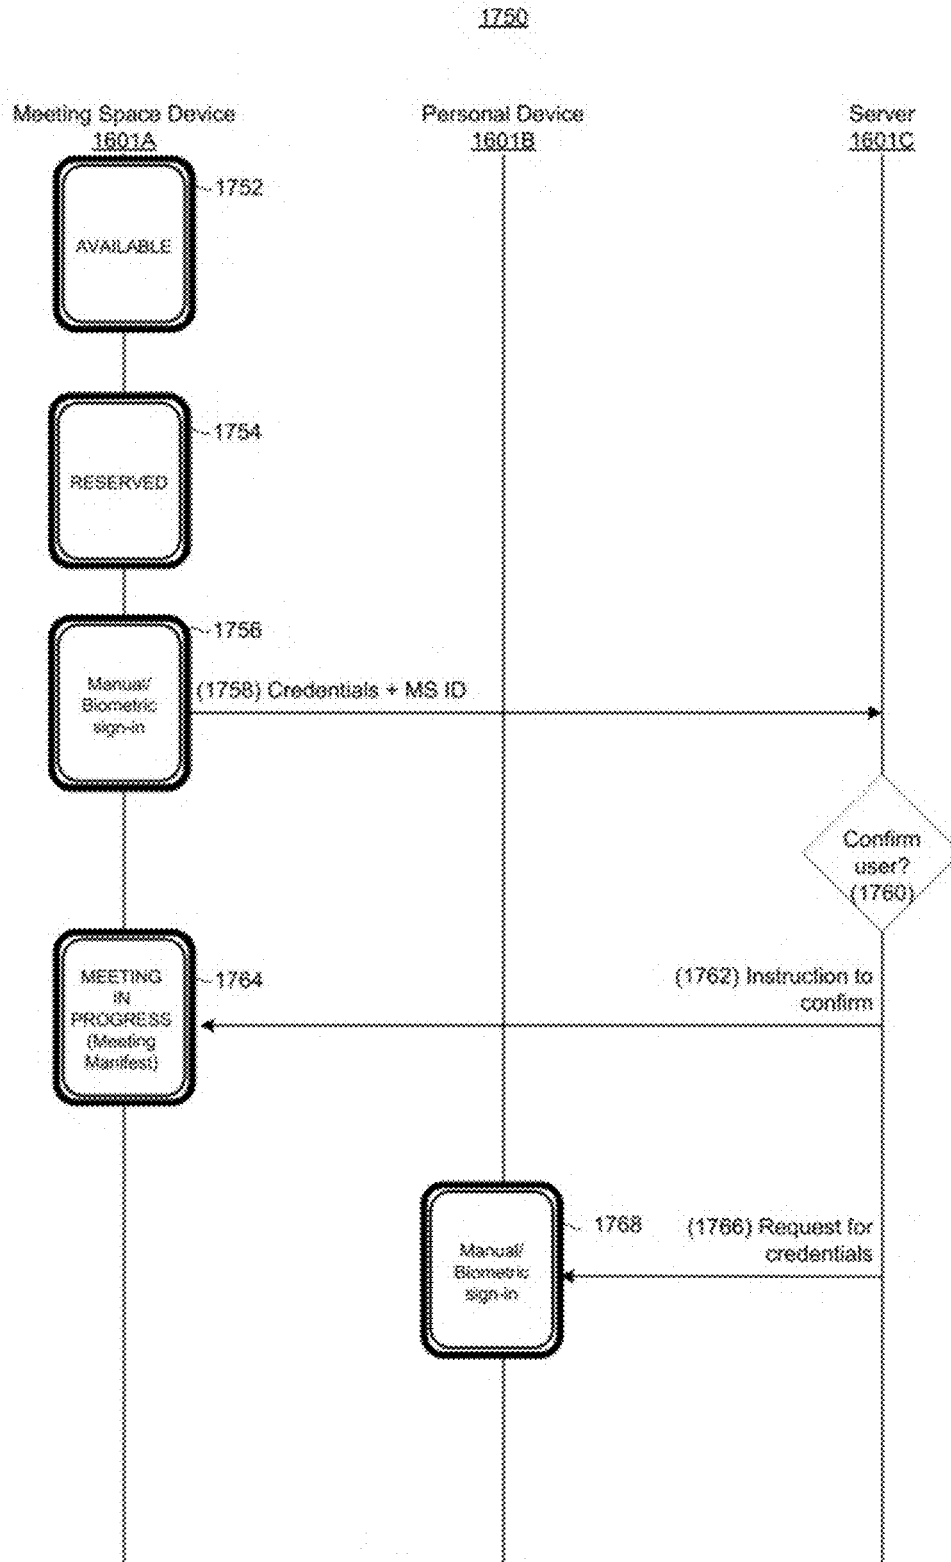 1750
Meeting Space Device
1601A
Personal Device
1601B
Server
1601C
1752
AVAILABLE
1754
RESERVED
1756
Manual/
Biometric
sign-in
(1758) Credentials + MS ID
Confirm
user?
(1760)
MEETING
IN
PROGRESS
(Meeting
Manifest)
1764
(1762) Instruction to
confirm
Manual/
Biometric
sign-in
1768
(1766) Request for
credentials